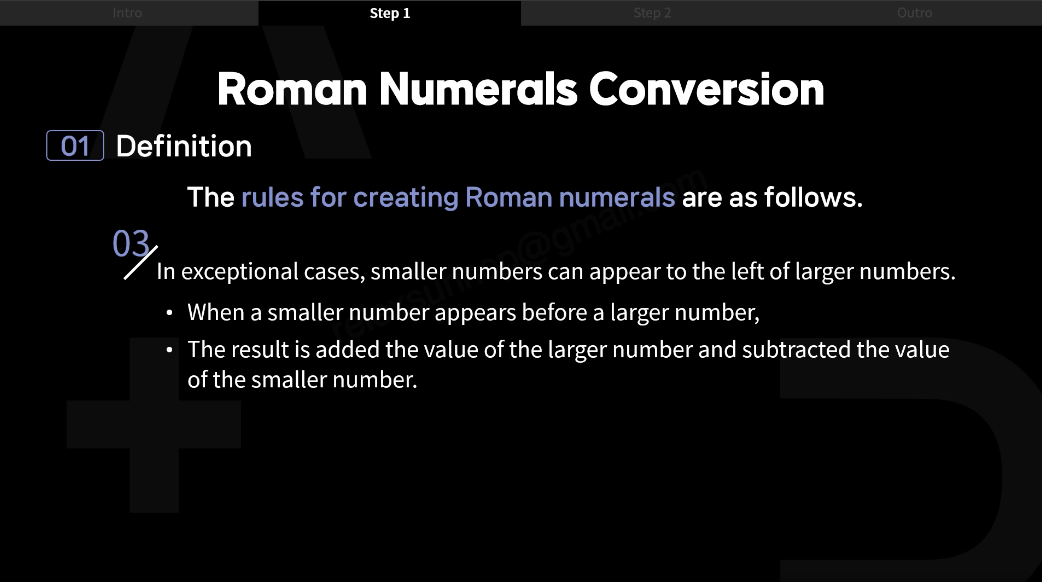 Intro
Step 1
Step 2
Outro
Roman Numerals Conversion
01 Definition
The rules for creating Roman numerals are as follows.
03
In exceptional cases, smaller numbers can appear to the left of larger numbers.
• When a smaller number appears before a larger number,
• The result is added the value of the larger number and subtracted the value
of the smaller number.